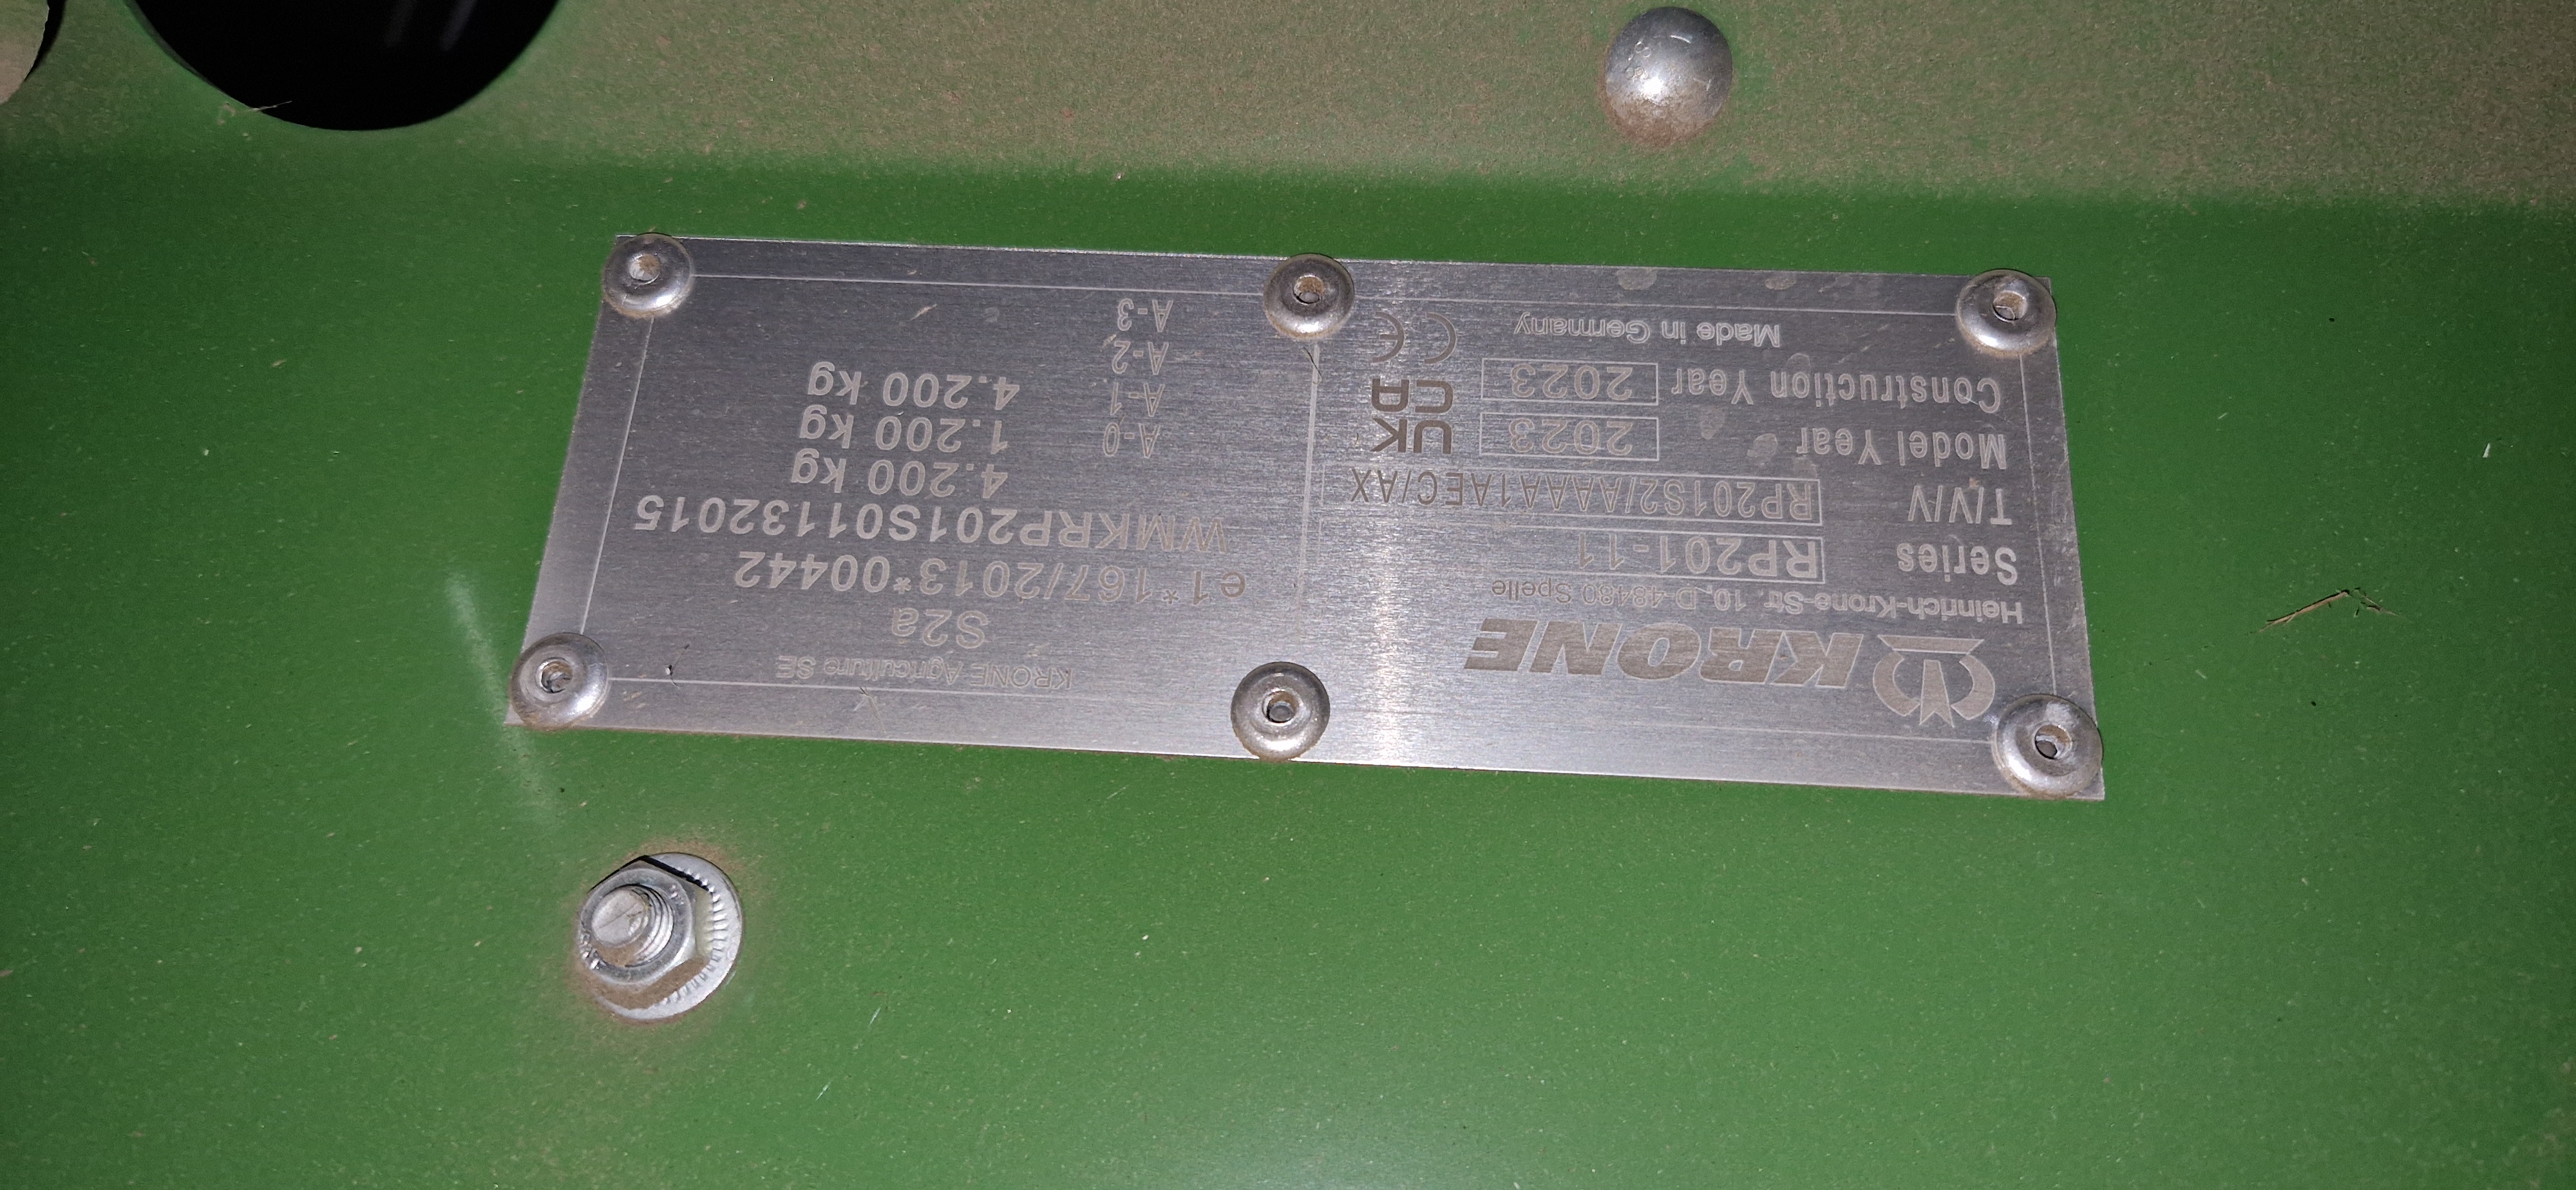 KRONE
Heinrich-Krone-Str. 10, D-48480 Spelle
Series RP201-11
T/V/V RP201S2/AAAA1AEC/AX
Model Year 2023
Construction Year 2023
Made in Germany
UK
CA
CE
KRONE Agriculture SE
S2a
e1*167/2013*00442
WMKRP201S01132015
4.200 kg
A-0 1.200 kg
A-1 4.200 kg
A-2
A-3